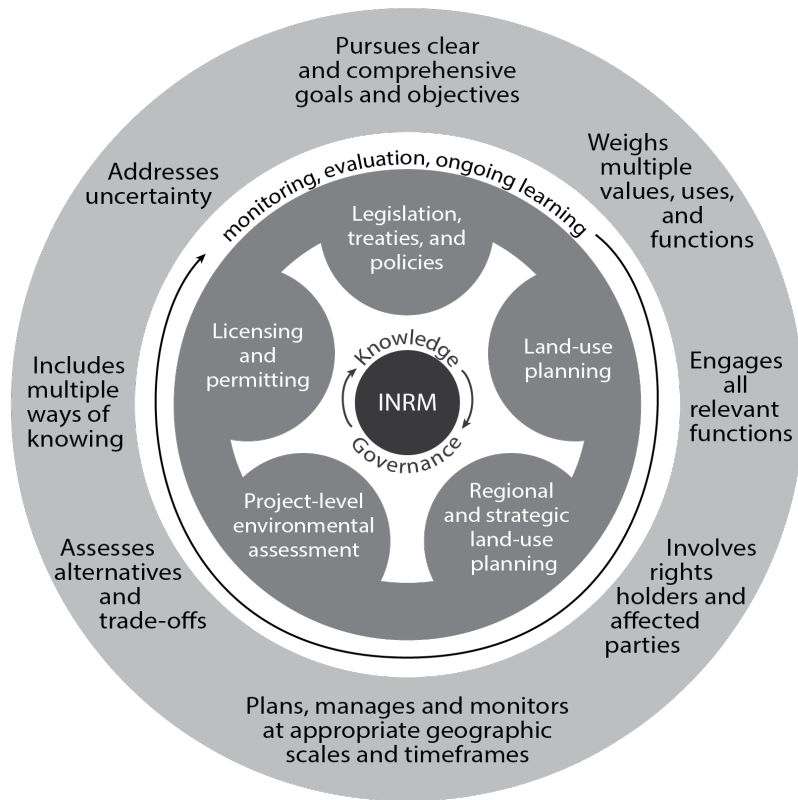 Pursues clear
and comprehensive
goals and objectives
Weighs
multiple
values, uses,
and
functions
Engages
all
relevant
functions
Involves
rights
holders and
affected
parties
Plans, manages and monitors
at appropriate geographic
scales and timeframes
Assesses
alternatives
and
trade-offs
Includes
multiple
ways of
knowing
Addresses
uncertainty
monitoring, evaluation, ongoing learning
Legislation,
treaties, and
policies
Land-use
planning
Regional
and strategic
land-use
planning
Project-level
environmental
assessment
Licensing
and
permitting
Knowledge
INRM
Governance